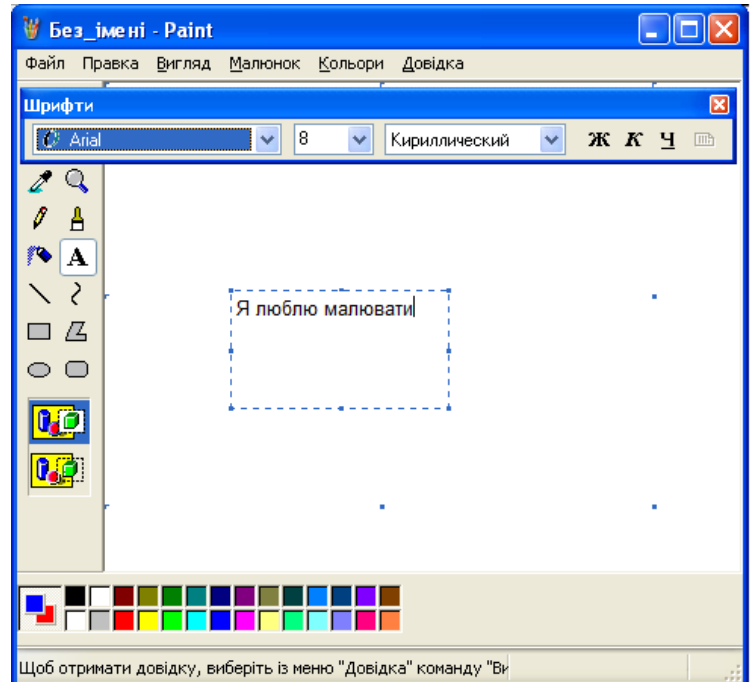 Без_імені - Paint
Файл Правка Вигляд Малюнок Кольори Довідка
Шрифти
Arial 8 Кириллический Ж К Ч
A
Я люблю малювати
Щоб отримати довідку, виберіть із меню "Довідка" команду "Ви